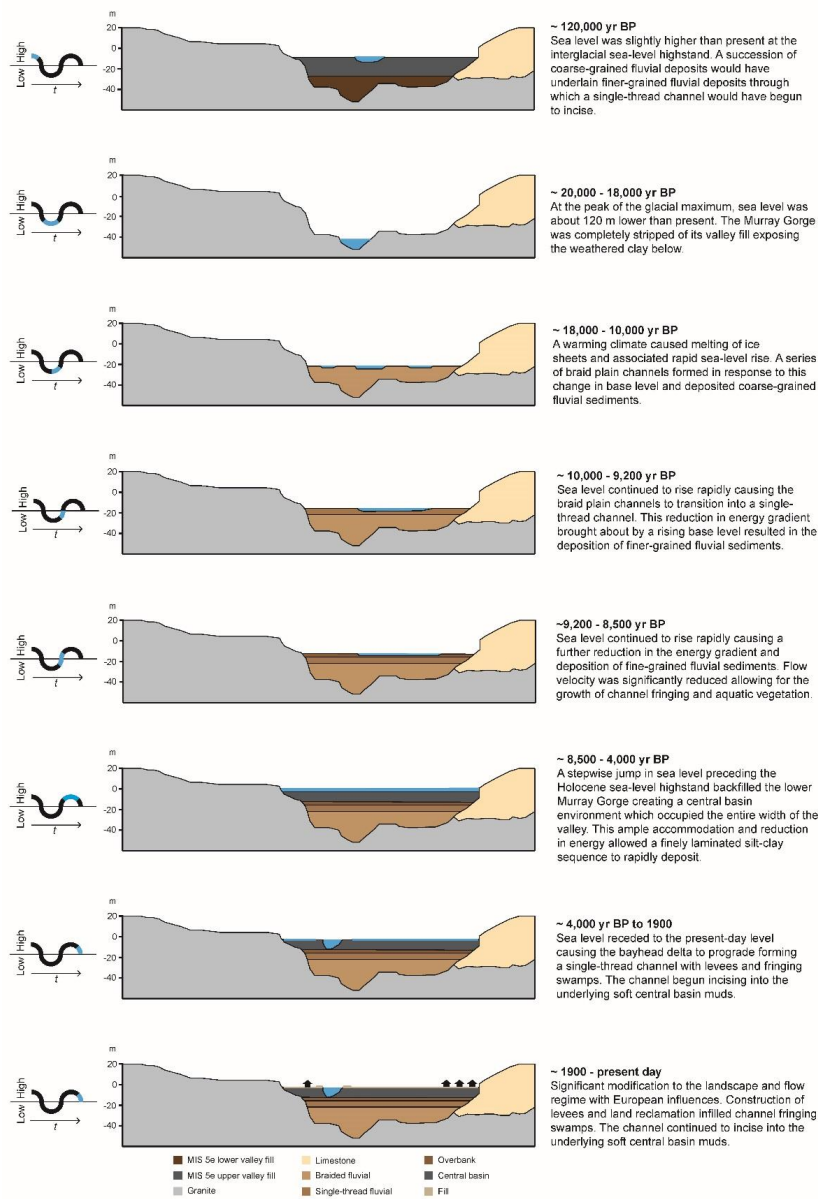 m
20
0
-20
-40
High
Low
t
~ 120,000 yr BP
Sea level was slightly higher than present at the
interglacial sea-level highstand. A succession of
coarse-grained fluvial deposits would have
underlain finer-grained fluvial deposits through
which a single-thread channel would have begun
to incise.
m
20
0
-20
-40
High
Low
t
~ 20,000 - 18,000 yr BP
At the peak of the glacial maximum, sea level was
about 120 m lower than present. The Murray Gorge
was completely stripped of its valley fill exposing
the weathered clay below.
m
20
0
-20
-40
High
Low
t
~ 18,000 - 10,000 yr BP
A warming climate caused melting of ice
sheets and associated rapid sea-level rise. A series
of braid plain channels formed in response to this
change in base level and deposited coarse-grained
fluvial sediments.
m
20
0
-20
-40
High
Low
t
~ 10,000 - 9,200 yr BP
Sea level continued to rise rapidly causing the
braid plain channels to transition into a single-
thread channel. This reduction in energy gradient
brought about by a rising base level resulted in the
deposition of finer-grained fluvial sediments.
m
20
0
-20
-40
High
Low
t
~9,200 - 8,500 yr BP
Sea level continued to rise rapidly causing a
further reduction in the energy gradient and
deposition of fine-grained fluvial sediments. Flow
velocity was significantly reduced allowing for the
growth of channel fringing and aquatic vegetation.
m
20
0
-20
-40
High
Low
t
~ 8,500 - 4,000 yr BP
A stepwise jump in sea level preceding the
Holocene sea-level highstand backfilled the lower
Murray Gorge creating a central basin
environment which occupied the entire width of the
valley. This ample accommodation and reduction
in energy allowed a finely laminated silt-clay
sequence to rapidly deposit.
m
20
0
-20
-40
High
Low
t
~ 4,000 yr BP to 1900
Sea level receded to the present-day level
causing the bayhead delta to prograde forming
a single-thread channel with levees and fringing
swamps. The channel begun incising into the
underlying soft central basin muds.
m
20
0
-20
-40
High
Low
t
~ 1900 - present day
Significant modification to the landscape and flow
regime with European influences. Construction of
levees and land reclamation infilled channel fringing
swamps. The channel continued to incise into the
underlying soft central basin muds.
MIS 5e lower valley fill
MIS 5e upper valley fill
Granite
Limestone
Braided fluvial
Single-thread fluvial
Overbank
Central basin
Fill